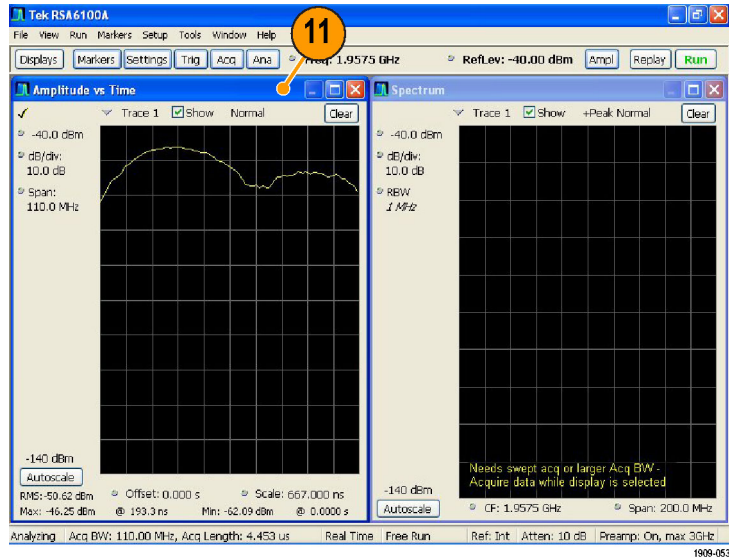 Tek RSA6100A
File View Run Markers Setup Tools Window Help
11
Displays Markers Settings Trig Acq Ana Freq: 1.9575 GHz RefLev: -40.00 dBm Ampl Replay Run
Amplitude vs Time
Trace 1 Show Normal Clear
-40.0 dBm
dB/div:
10.0 dB
Span:
110.0 MHz
-140 dBm
Autoscale
RMS: -50.62 dBm Offset: 0.000 s Scale: 667.000 ns
Max: -46.25 dBm @ 193.3 ns Min: -62.09 dBm @ 0.0000 s
Spectrum
Trace 1 Show +Peak Normal Clear
-40.0 dBm
dB/div:
10.0 dB
RBW
1 MHz
Needs swept acq or larger Acq BW -
Acquire data while display is selected
-140 dBm
Autoscale CF: 1.9575 GHz Span: 200.0 MHz
Analyzing Acq BW: 110.00 MHz, Acq Length: 4.453 us Real Time Free Run Ref: Int Atten: 10 dB Preamp: On, max 3GHz
1909-053